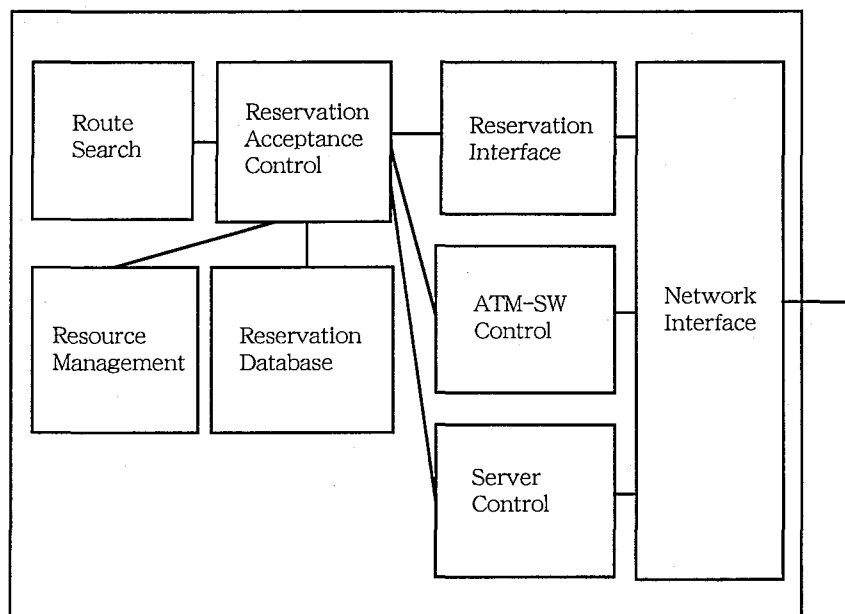 Route
Search
Reservation
Acceptance
Control
Reservation
Interface
Resource
Management
Reservation
Database
ATM-SW
Control
Network
Interface
Server
Control